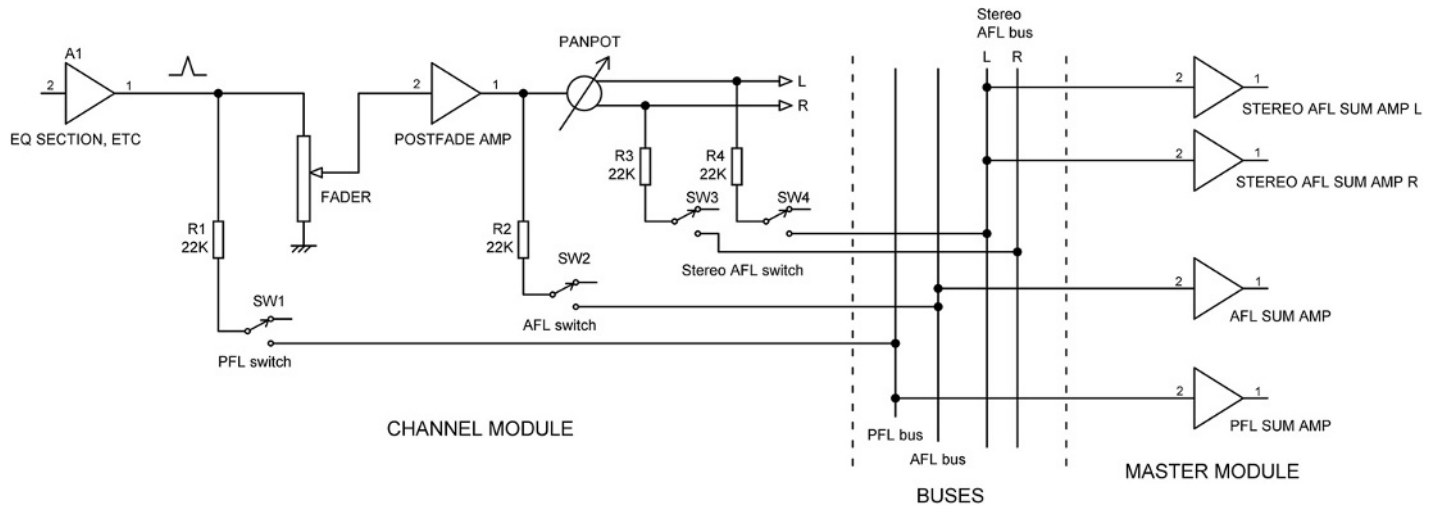 Stereo
AFL bus
L R
A1
2 1
EQ SECTION, ETC
FADER
2 1
POSTFADE AMP
PANPOT
L
R
R1
22K
R2
22K
R3
22K
R4
22K
SW1
PFL switch
SW2
AFL switch
SW3
SW4
Stereo AFL switch
CHANNEL MODULE
PFL bus
AFL bus
BUSES
2 1
STEREO AFL SUM AMP L
2 1
STEREO AFL SUM AMP R
2 1
AFL SUM AMP
2 1
PFL SUM AMP
MASTER MODULE